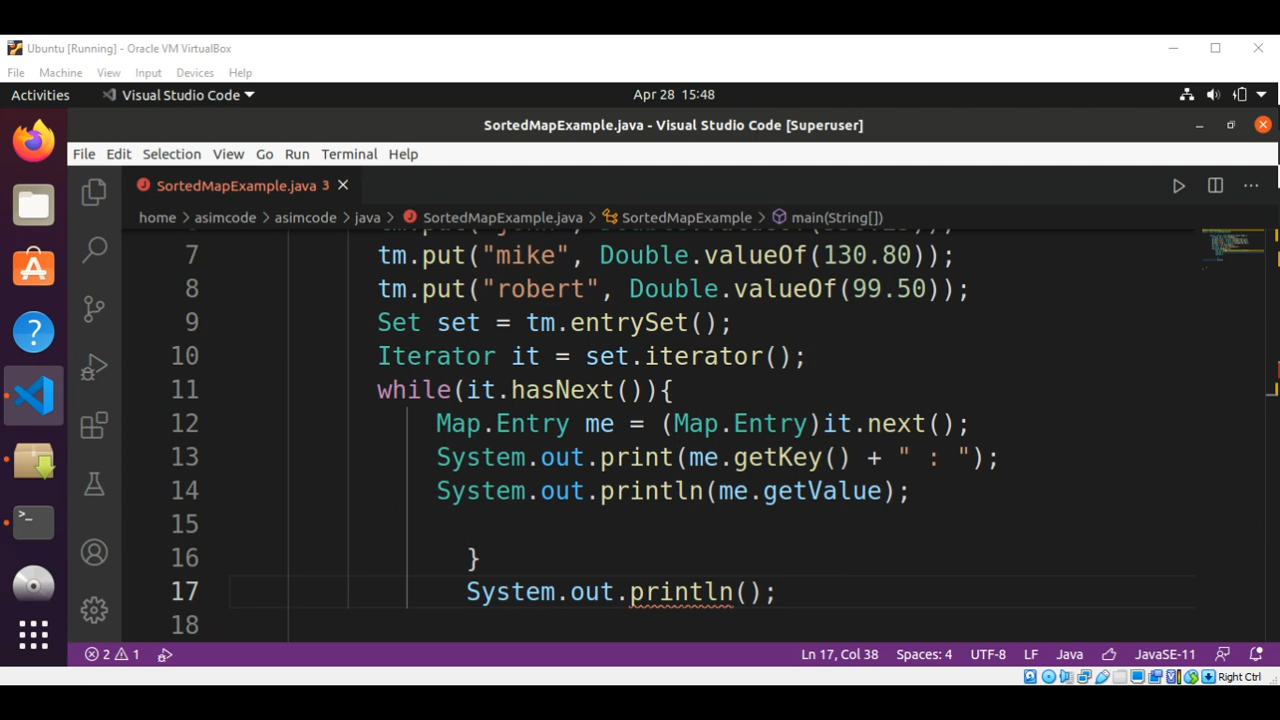 Ubuntu [Running] - Oracle VM VirtualBox
File Machine View Input Devices Help
Activities Visual Studio Code Apr 28 15:48
SortedMapExample.java - Visual Studio Code [Superuser]
File Edit Selection View Go Run Terminal Help
SortedMapExample.java 3
home > asimcode > asimcode > java > SortedMapExample.java > SortedMapExample > main(String[])
7 tm.put("mike", Double.valueOf(130.80));
8 tm.put("robert", Double.valueOf(99.50));
9 Set set = tm.entrySet();
10 Iterator it = set.iterator();
11 while(it.hasNext()){
12 Map.Entry me = (Map.Entry)it.next();
13 System.out.print(me.getKey() + " : ");
14 System.out.println(me.getValue);
15
16 }
17 System.out.println();
18
2 1 Ln 17, Col 38 Spaces: 4 UTF-8 LF Java JavaSE-11
Right Ctrl